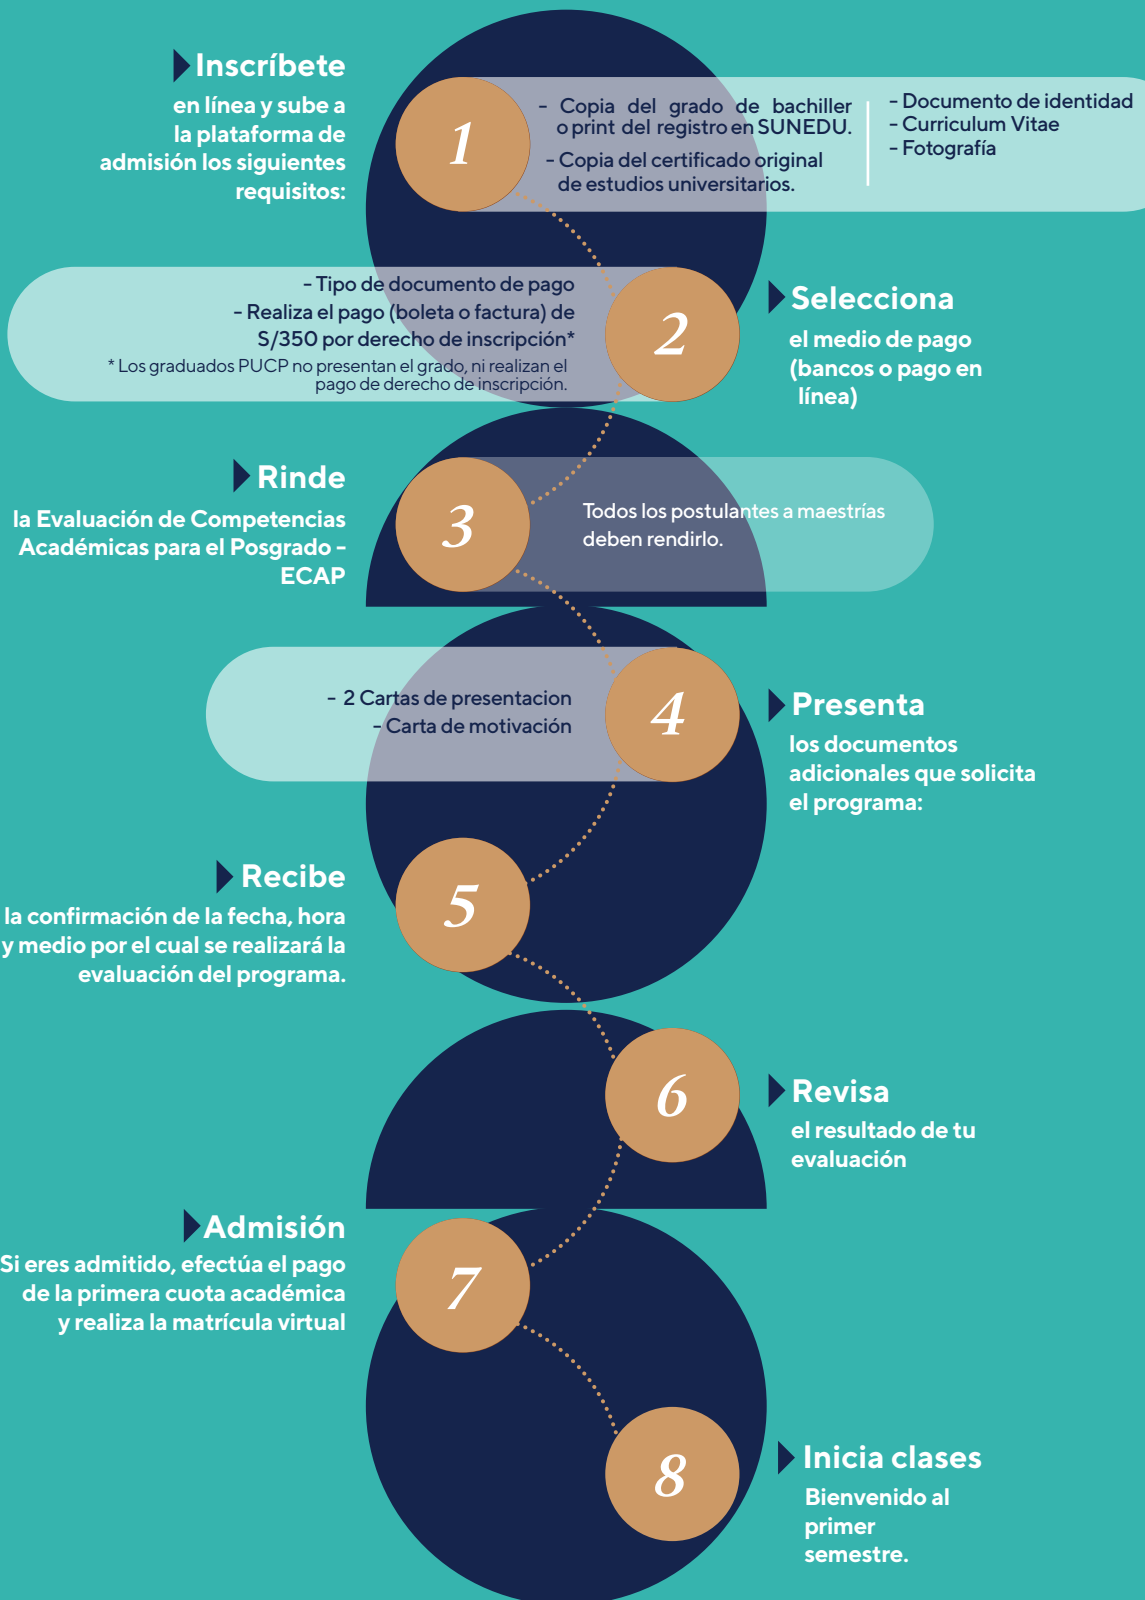 Inscríbete
en línea y sube a
la plataforma de
admisión los siguientes
requisitos:
1
- Copia del grado de bachiller
o print del registro en SUNEDU.
- Copia del certificado original
de estudios universitarios.
- Documento de identidad
- Curriculum Vitae
- Fotografía
- Tipo de documento de pago
- Realiza el pago (boleta o factura) de
S/350 por derecho de inscripción*
* Los graduados PUCP no presentan el grado, ni realizan el
pago de derecho de inscripción.
2
Selecciona
el medio de pago
(bancos o pago en
línea)
Rinde
la Evaluación de Competencias
Académicas para el Posgrado -
ECAP
3
Todos los postulantes a maestrías
deben rendirlo.
- 2 Cartas de presentacion
- Carta de motivación
4
Presenta
los documentos
adicionales que solicita
el programa:
Recibe
la confirmación de la fecha, hora
y medio por el cual se realizará la
evaluación del programa.
5
6
Revisa
el resultado de tu
evaluación
Admisión
Si eres admitido, efectúa el pago
de la primera cuota académica
y realiza la matrícula virtual
7
8
Inicia clases
Bienvenido al
primer
semestre.